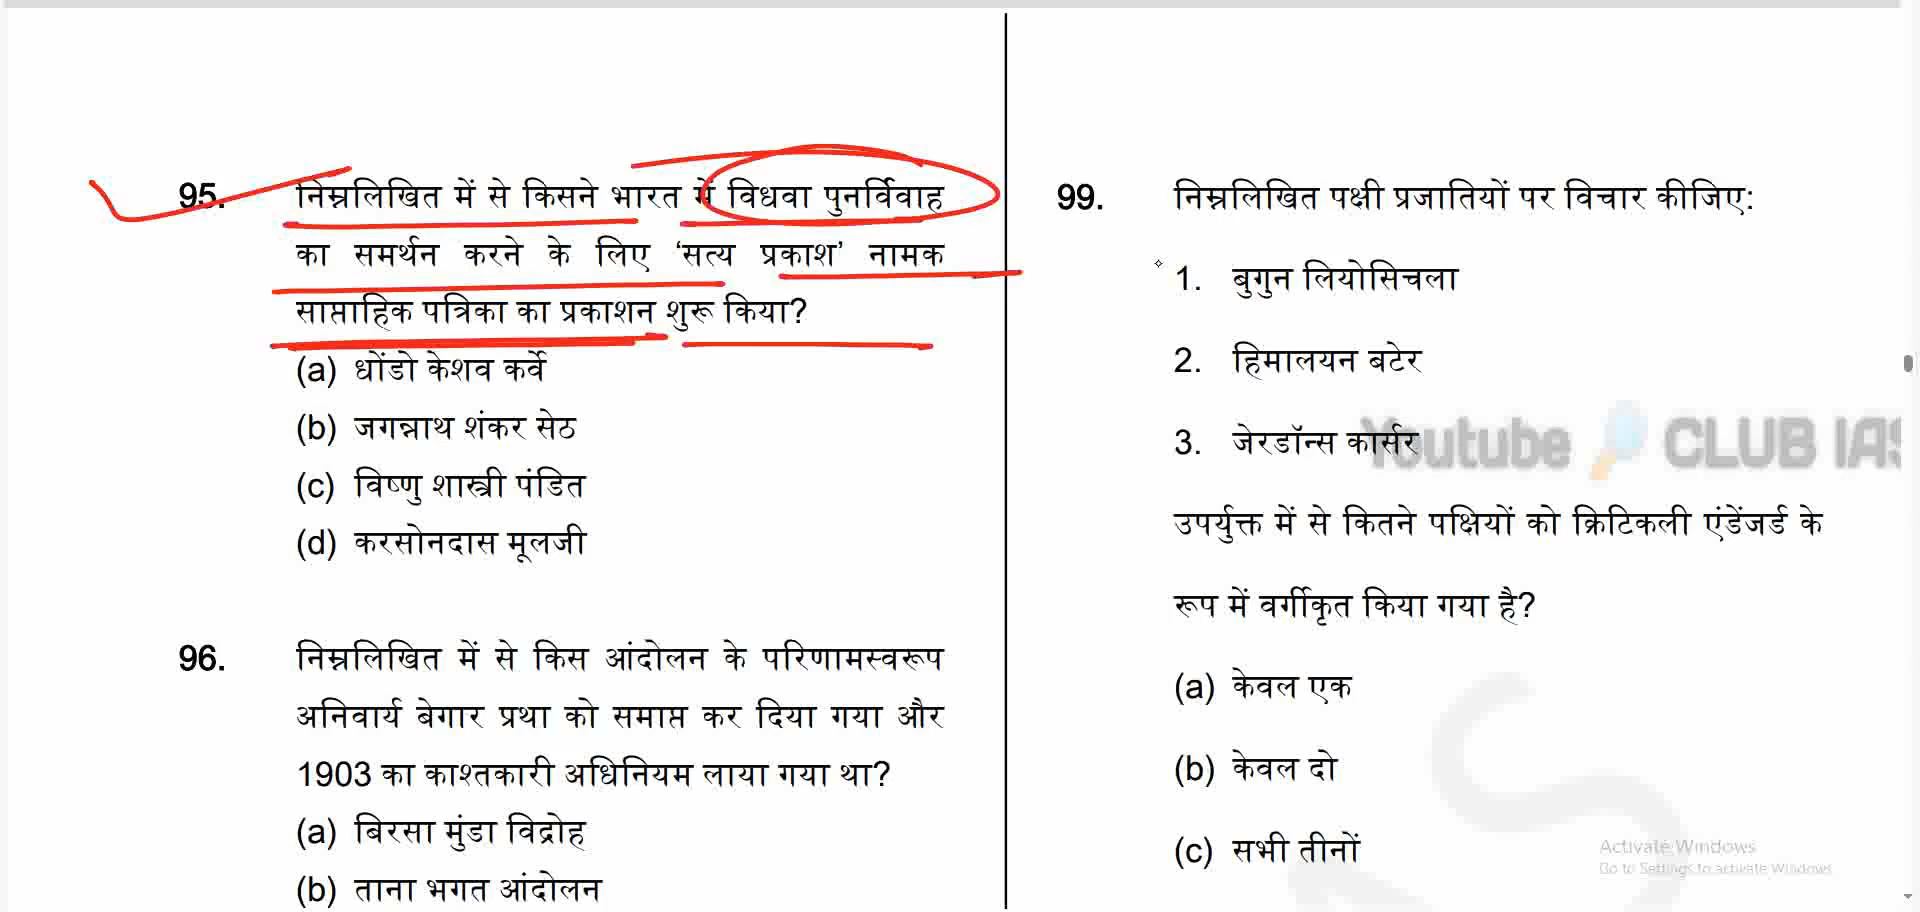 95. निम्नलिखित में से किसने भारत में विधवा पुनर्विवाह
का समर्थन करने के लिए ‘सत्य प्रकाश’ नामक
साप्ताहिक पत्रिका का प्रकाशन शुरू किया?
(a) धोंडो केशव कर्वे
(b) जगन्नाथ शंकर सेठ
(c) विष्णु शास्त्री पंडित
(d) करसोनदास मूलजी
96. निम्नलिखित में से किस आंदोलन के परिणामस्वरूप
अनिवार्य बेगार प्रथा को समाप्त कर दिया गया और
1903 का काश्तकारी अधिनियम लाया गया था?
(a) बिरसा मुंडा विद्रोह
(b) ताना भगत आंदोलन
99. निम्नलिखित पक्षी प्रजातियों पर विचार कीजिए:
1. बुगुन लियोसिचला
2. हिमालयन बटेर
3. जेरडॉन्स कार्सर
Youtube CLUB IAS
उपर्युक्त में से कितने पक्षियों को क्रिटिकली एंडेंजर्ड के
रूप में वर्गीकृत किया गया है?
(a) केवल एक
(b) केवल दो
(c) सभी तीनों
Activate Windows
Go to Settings to activate Windows